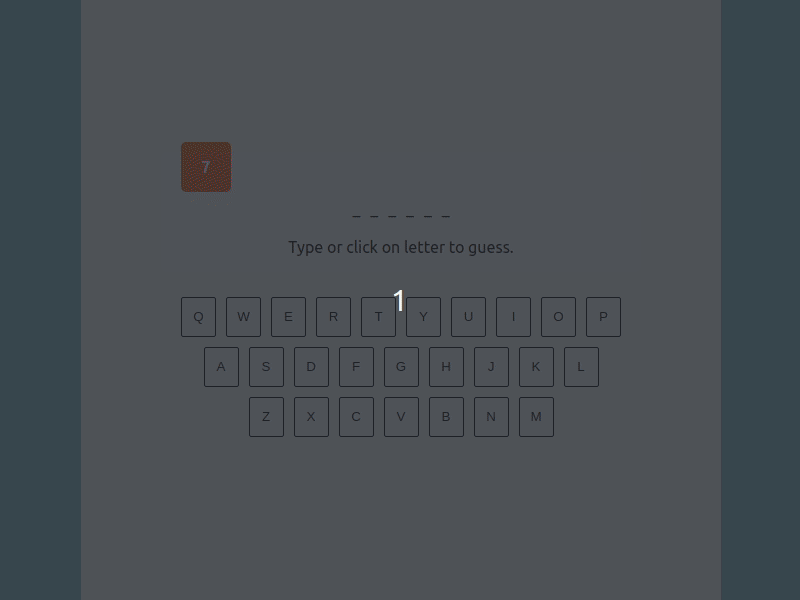 7
_ _ _ _ _ _
Type or click on letter to guess.
1
Q W E R T Y U I O P
A S D F G H J K L
Z X C V B N M